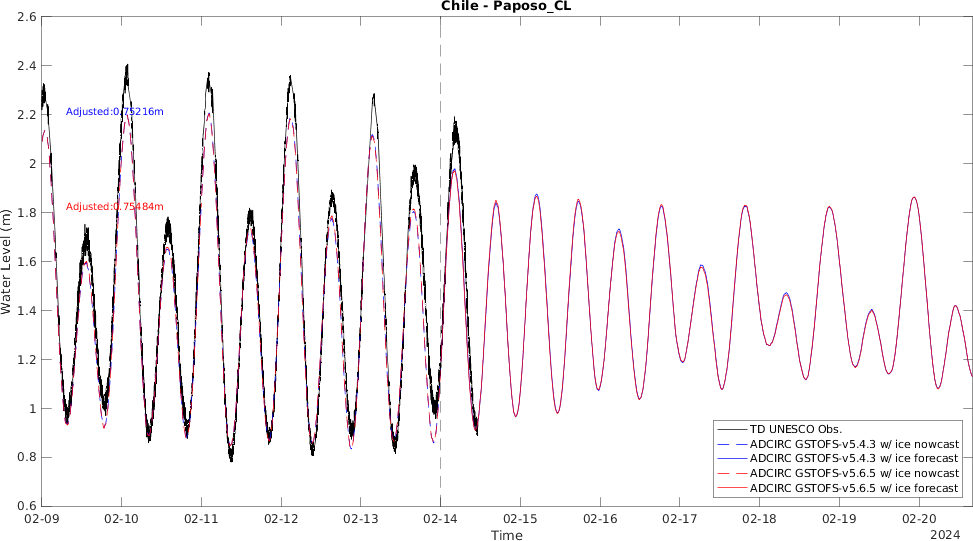 Chile - Paposo_CL
2.6
2.4
2.2
2
1.8
1.6
1.4
1.2
1
0.8
0.6
Water Level (m)
Adjusted:0.75216m
Adjusted:0.75484m
TD UNESCO Obs.
ADCIRC GSTOFS-v5.4.3 w/ ice nowcast
ADCIRC GSTOFS-v5.4.3 w/ ice forecast
ADCIRC GSTOFS-v5.6.5 w/ ice nowcast
ADCIRC GSTOFS-v5.6.5 w/ ice forecast
02-09 02-10 02-11 02-12 02-13 02-14 02-15 02-16 02-17 02-18 02-19 02-20
Time
2024